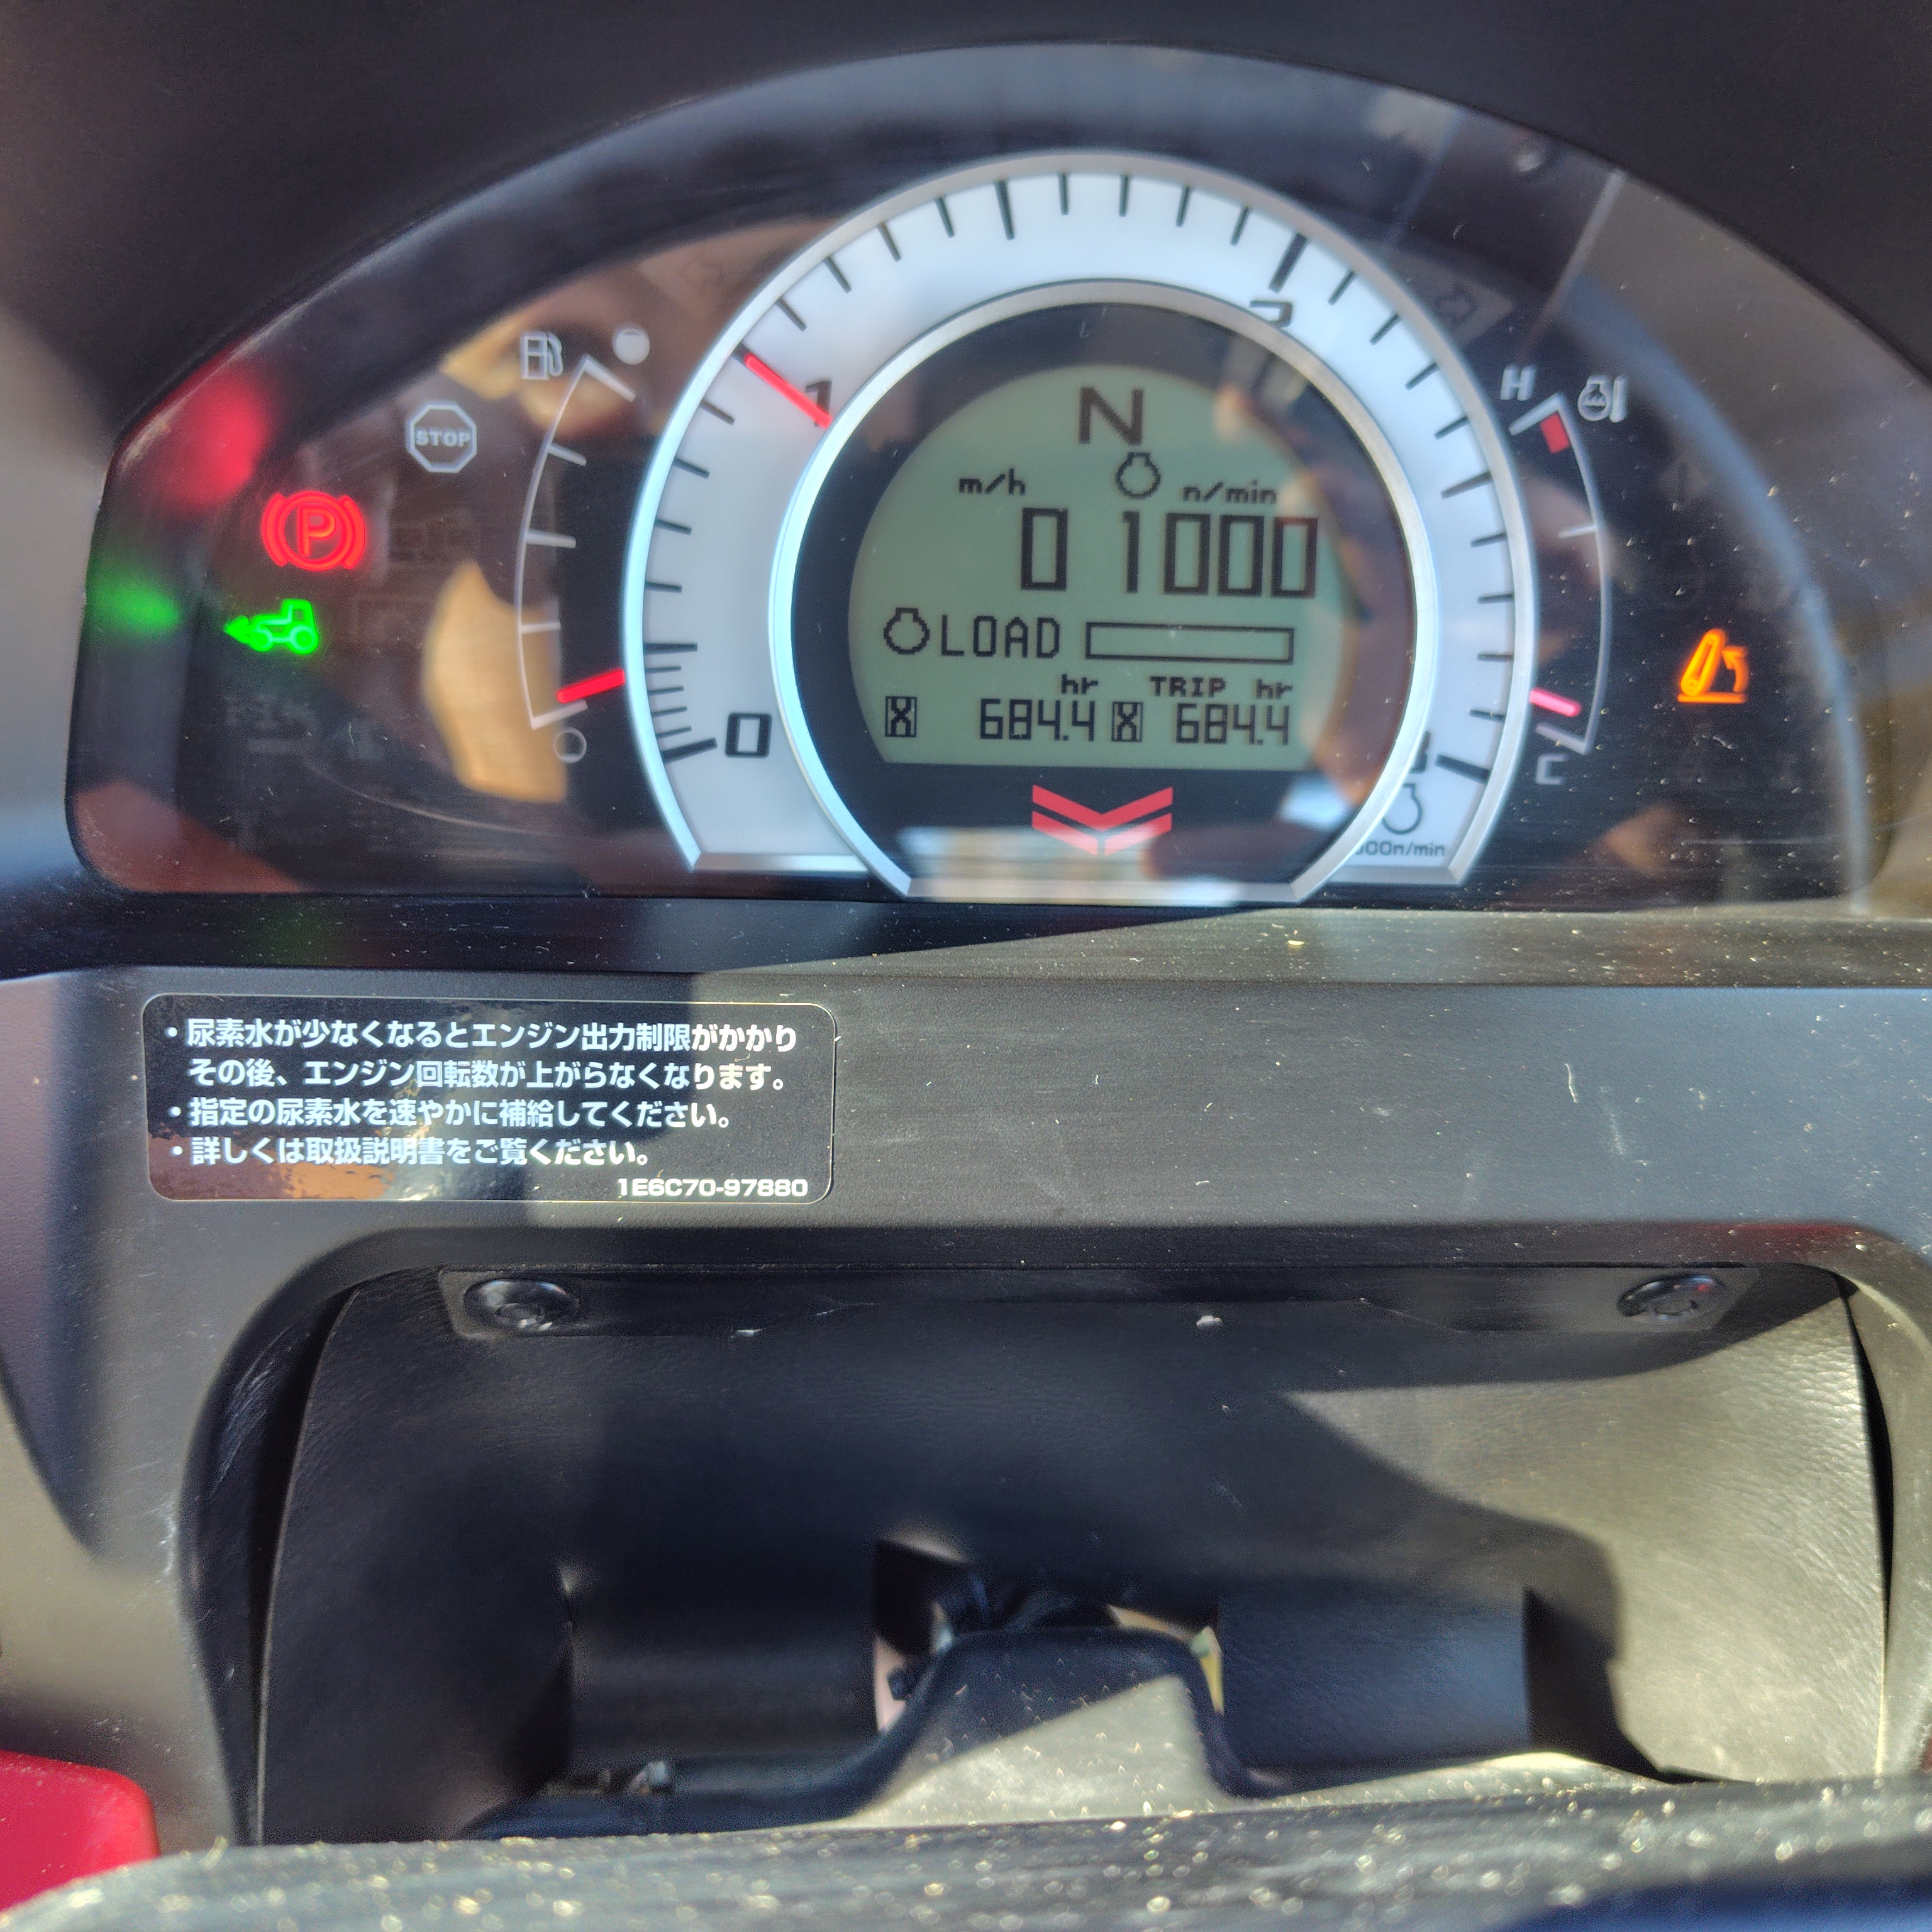 STOP
P
1
2
0
H
C
N
m/h n/min
0 1000
LOAD
hr TRIP hr
684.4 684.4
00n/min
・尿素水が少なくなるとエンジン出力制限がかかり
その後、エンジン回転数が上がらなくなります。
・指定の尿素水を速やかに補給してください。
・詳しくは取扱説明書をご覧ください。
1E6C70-97880